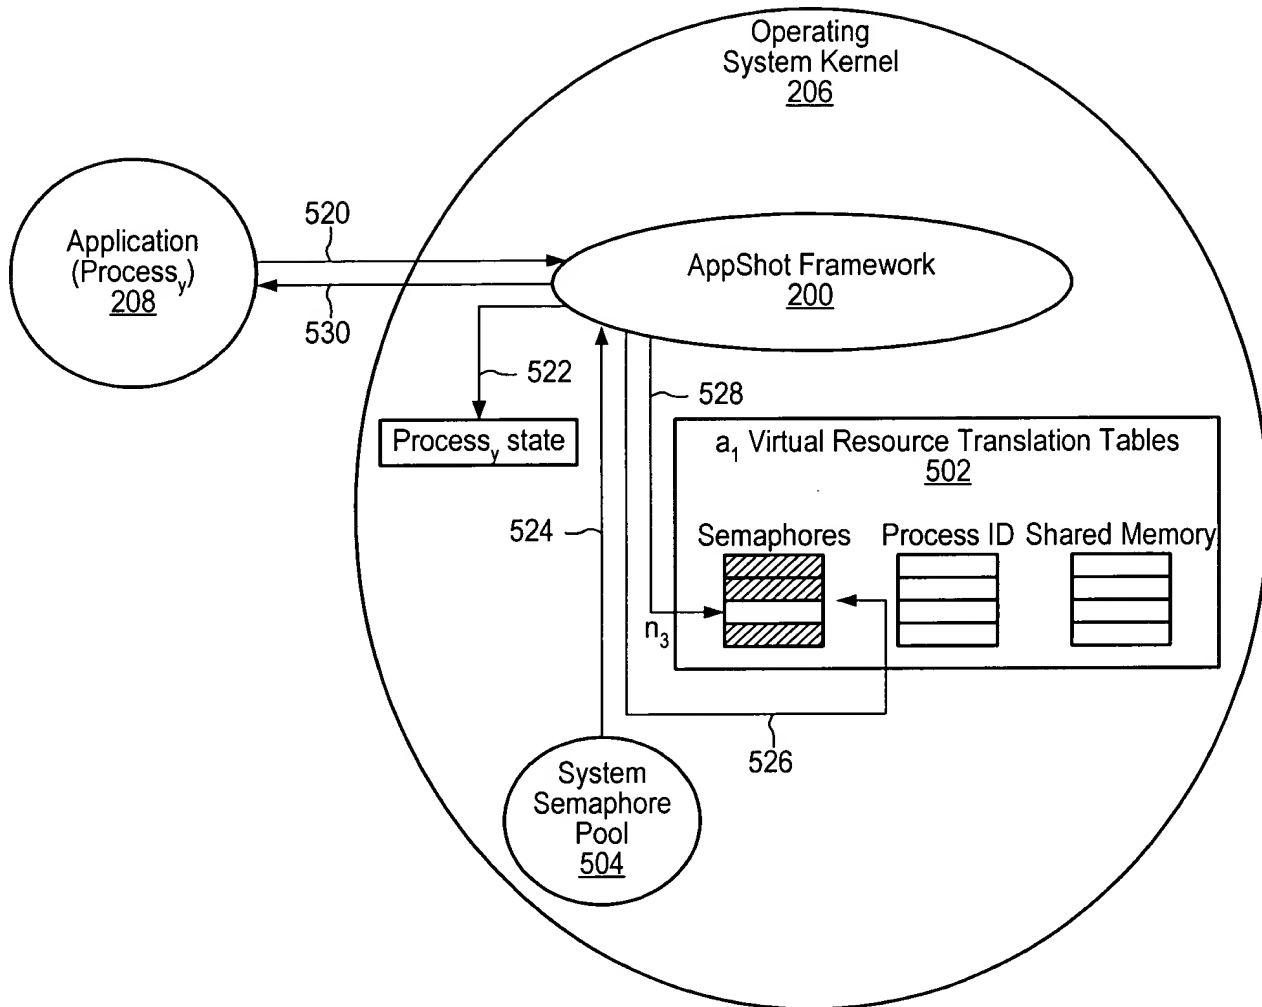 Operating
System Kernel
206
520
Application
(Process_y)
208
530
AppShot Framework
200
522
528
Process_y state
a_1 Virtual Resource Translation Tables
502
524
Semaphores Process ID Shared Memory
n_3
526
System
Semaphore
Pool
504